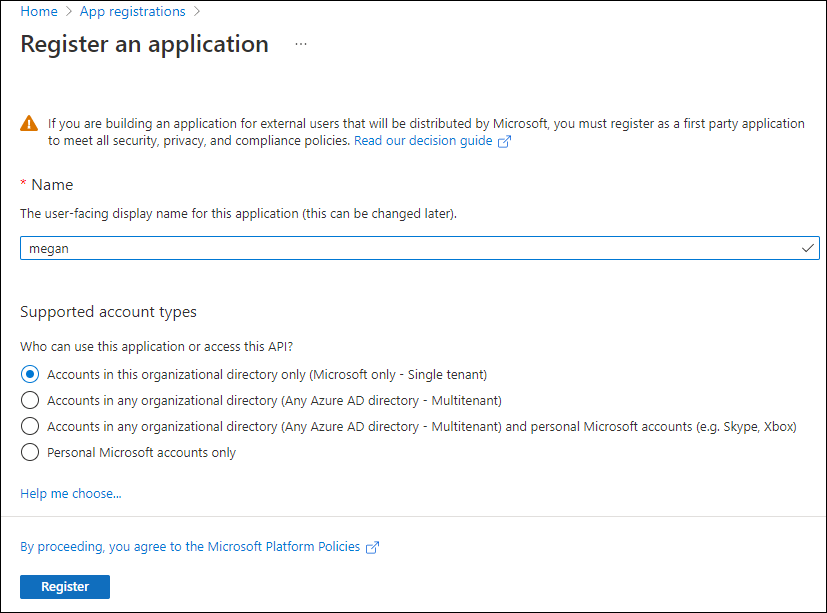 Home > App registrations >
Register an application ...
If you are building an application for external users that will be distributed by Microsoft, you must register as a first party application
to meet all security, privacy, and compliance policies. Read our decision guide
* Name
The user-facing display name for this application (this can be changed later).
megan
Supported account types
Who can use this application or access this API?
Accounts in this organizational directory only (Microsoft only - Single tenant)
Accounts in any organizational directory (Any Azure AD directory - Multitenant)
Accounts in any organizational directory (Any Azure AD directory - Multitenant) and personal Microsoft accounts (e.g. Skype, Xbox)
Personal Microsoft accounts only
Help me choose...
By proceeding, you agree to the Microsoft Platform Policies
Register